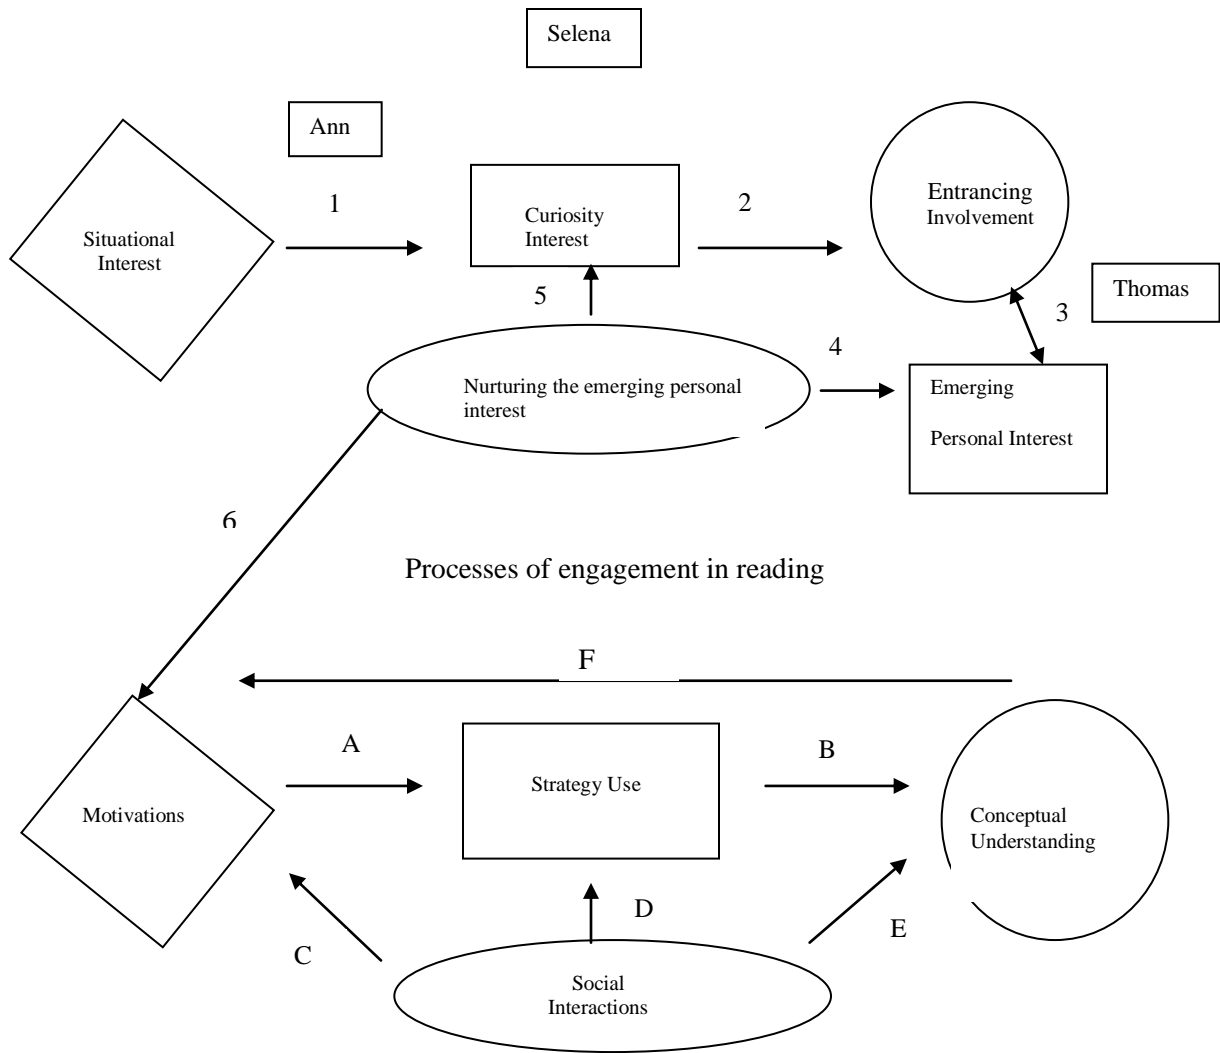 Selena
Ann
1
2
Situational
Interest
Curiosity
Interest
Entrancing
Involvement
Thomas
3
5
4
Nurturing the emerging personal
interest
Emerging
Personal Interest
6
Processes of engagement in reading
F
A
B
Motivations
Strategy Use
Conceptual
Understanding
C
D
E
Social
Interactions